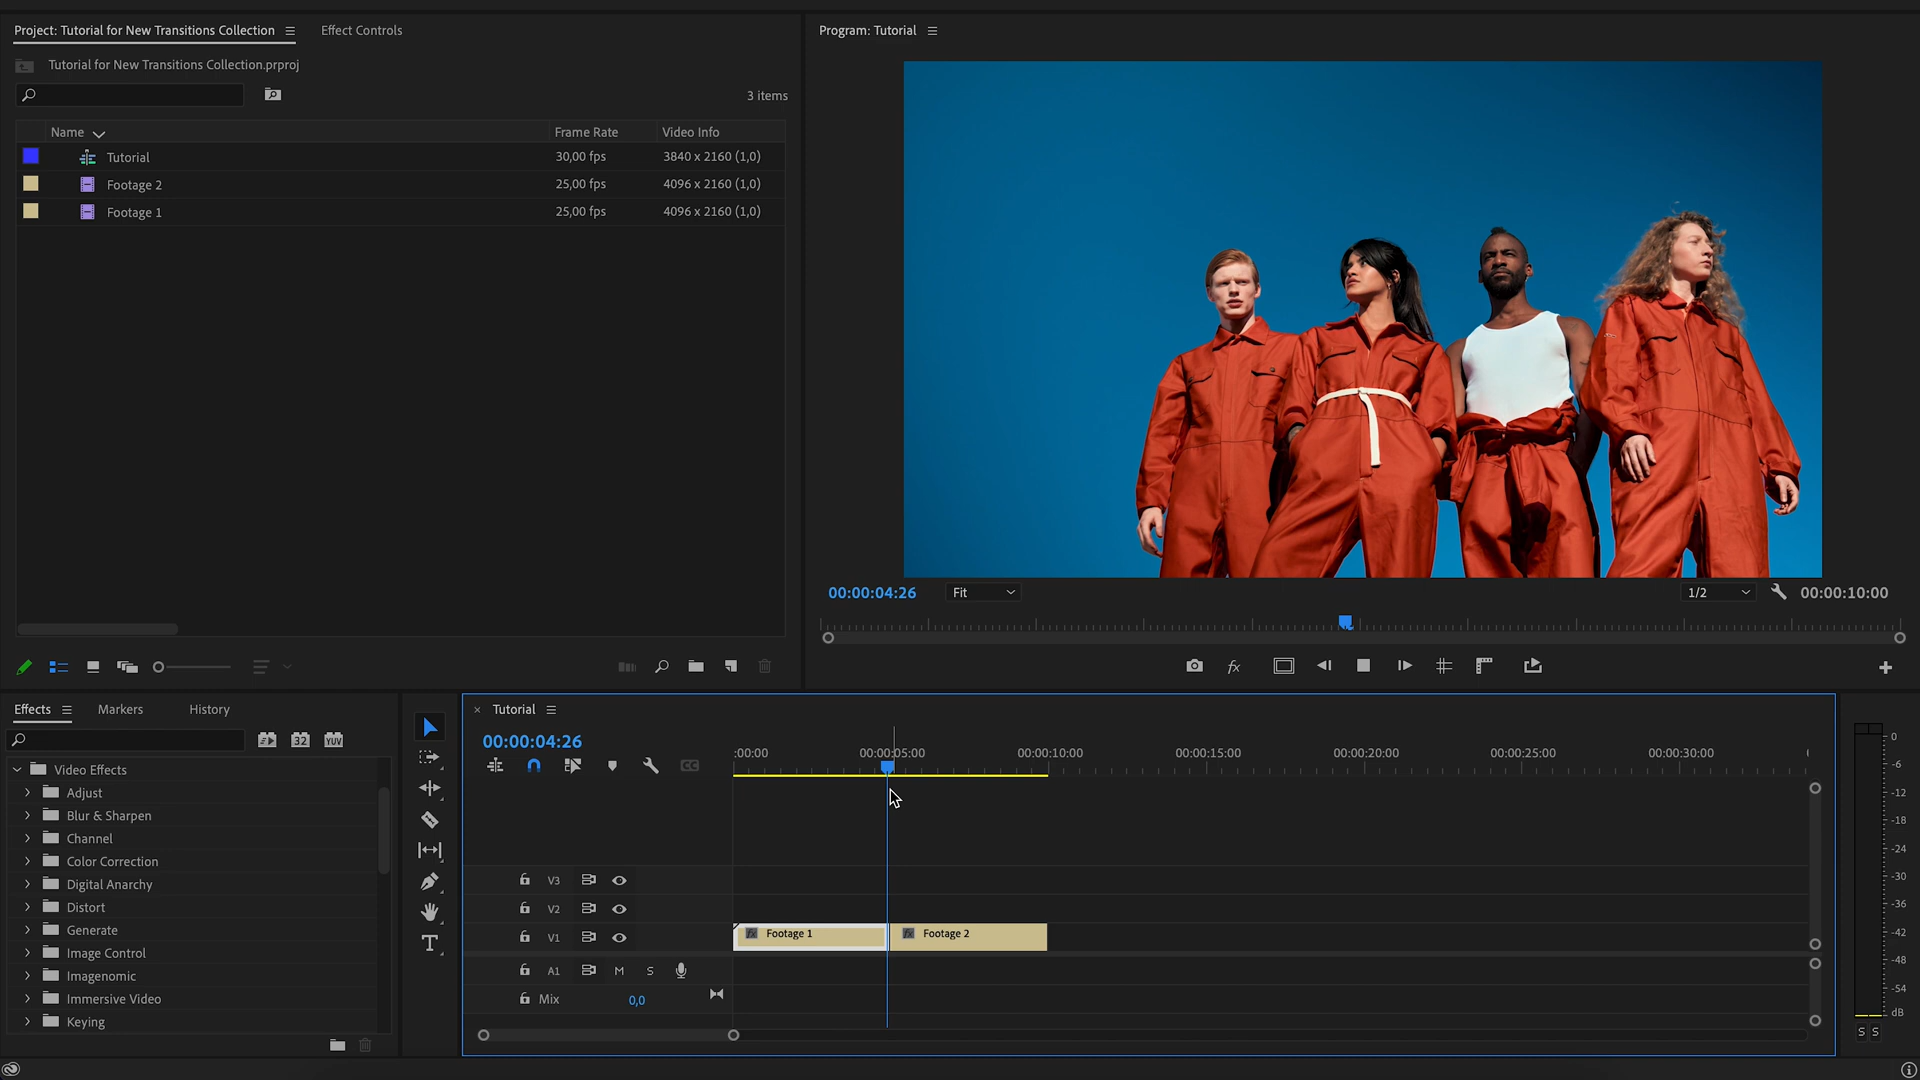 Project: Tutorial for New Transitions Collection
Effect Controls
Tutorial for New Transitions Collection.prproj
3 items
Name Frame Rate Video Info
Tutorial 30,00 fps 3840 x 2160 (1,0)
Footage 2 25,00 fps 4096 x 2160 (1,0)
Footage 1 25,00 fps 4096 x 2160 (1,0)
Program: Tutorial
00:00:04:26 Fit 1/2 00:00:10:00
fx
Effects Markers History
32 YUV
Video Effects
Adjust
Blur & Sharpen
Channel
Color Correction
Digital Anarchy
Distort
Generate
Image Control
Imagenomic
Immersive Video
Keying
× Tutorial
00:00:04:26
CC
:00:00 00:00:05:00 00:00:10:00 00:00:15:00 00:00:20:00 00:00:25:00 00:00:30:00
V3
V2
V1 fx Footage 1 fx Footage 2
A1 M S
Mix 0,0
0
-6
-12
-18
-24
-30
-36
-42
-48
-54
dB
S S